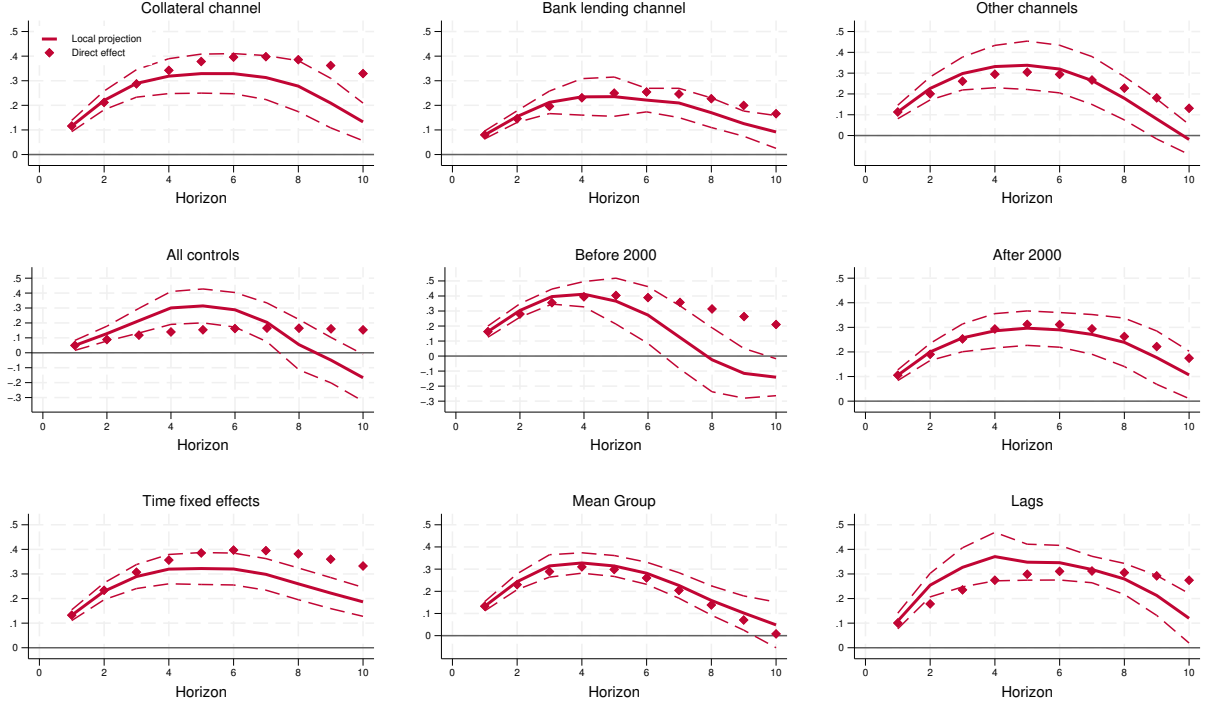 Collateral channel
.5
.4
.3
.2
.1
0
Local projection
Direct effect
0 2 4 6 8 10
Horizon
Bank lending channel
.5
.4
.3
.2
.1
0
0 2 4 6 8 10
Horizon
Other channels
.5
.4
.3
.2
.1
0
0 2 4 6 8 10
Horizon
All controls
.5
.4
.3
.2
.1
0
−.1
−.2
−.3
0 2 4 6 8 10
Horizon
Before 2000
.5
.4
.3
.2
.1
0
−.1
−.2
−.3
0 2 4 6 8 10
Horizon
After 2000
.5
.4
.3
.2
.1
0
0 2 4 6 8 10
Horizon
Time fixed effects
.5
.4
.3
.2
.1
0
0 2 4 6 8 10
Horizon
Mean Group
.5
.4
.3
.2
.1
0
0 2 4 6 8 10
Horizon
Lags
.5
.4
.3
.2
.1
0
0 2 4 6 8 10
Horizon